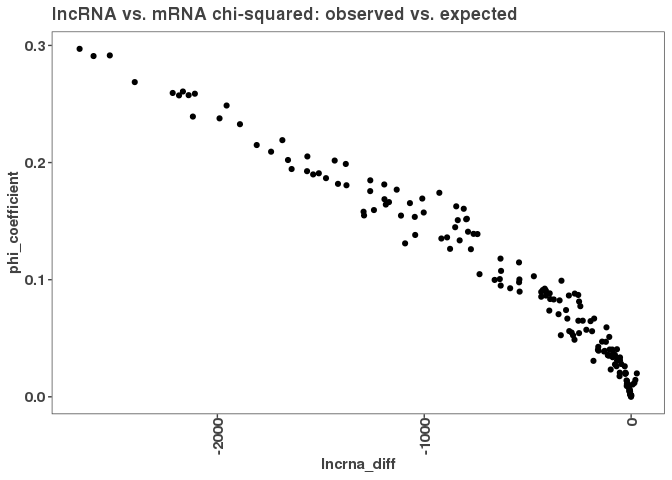 lncRNA vs. mRNA chi-squared: observed vs. expected
0.3
0.2
0.1
0.0
phi_coefficient
-2000
-1000
0
lncrna_diff